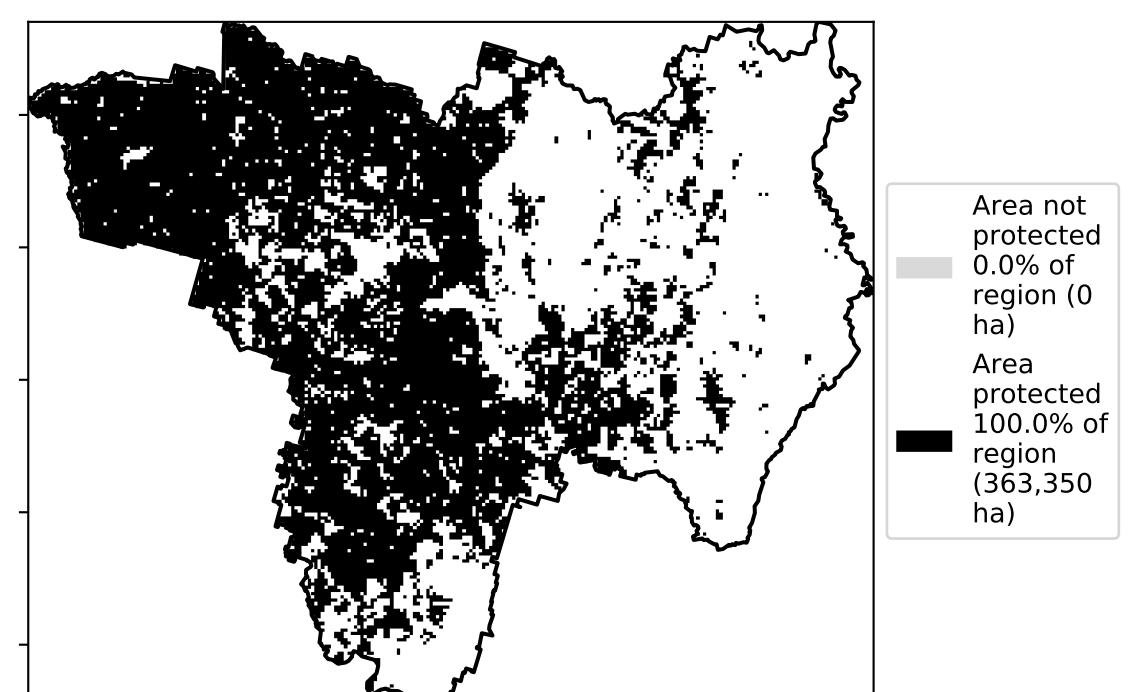 Area not
protected
0.0% of
region (0
ha)
Area
protected
100.0% of
region
(363,350
ha)